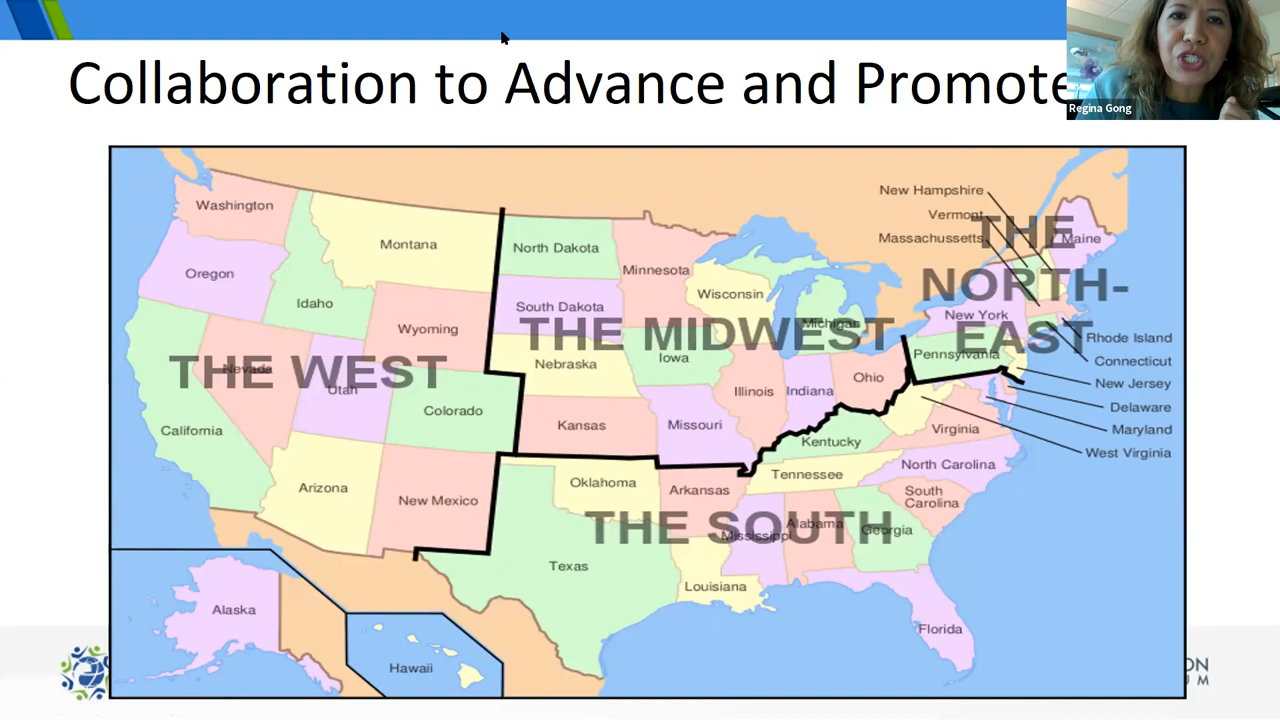 Collaboration to Advance and Promote
Regina Gong
New Hampshire
Vermont
Massachussetts
THE
NORTH-
EAST
Maine
Washington
Montana
North Dakota
Minnesota
Oregon
Idaho
Wyoming
South Dakota
Wisconsin
Michigan
New York
THE MIDWEST
Rhode Island
Pennsylvania
Connecticut
THE WEST
Nevada
Utah
Nebraska
Iowa
Ohio
New Jersey
Illinois
Indiana
Delaware
Colorado
California
Kansas
Missouri
Kentucky
Virginia
Maryland
West Virginia
Arizona
New Mexico
Oklahoma
Arkansas
Tennessee
North Carolina
South
Carolina
THE SOUTH
Mississippi
Alabama
Georgia
Texas
Louisiana
Florida
Alaska
Hawaii
ON
U M